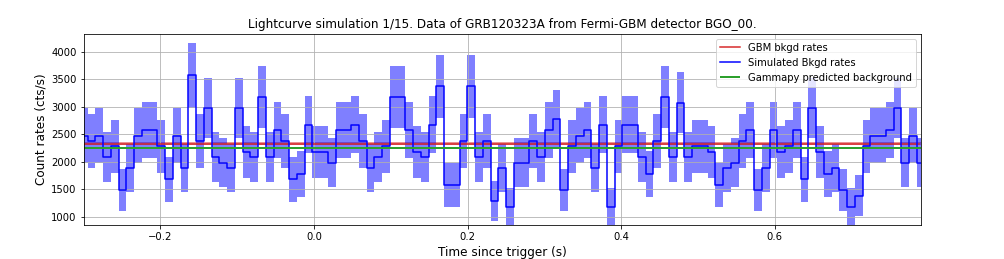 Lightcurve simulation 1/15. Data of GRB120323A from Fermi-GBM detector BGO_00.
Count rates (cts/s)
4000
3500
3000
2500
2000
1500
1000
GBM bkgd rates
Simulated Bkgd rates
Gammapy predicted background
−0.2
0.0
0.2
0.4
0.6
Time since trigger (s)